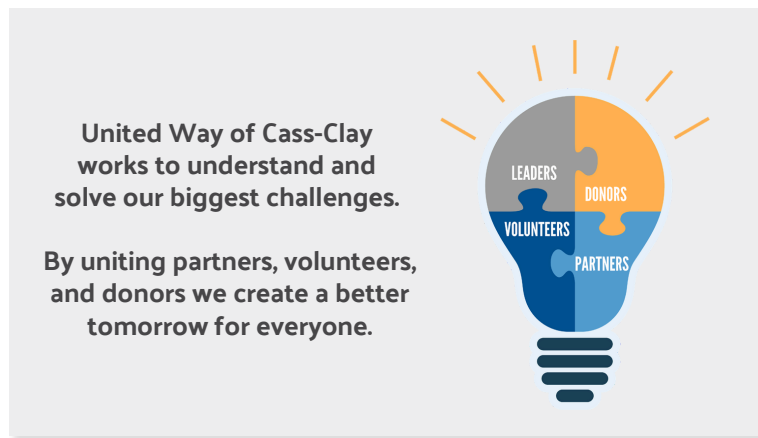 United Way of Cass-Clay
works to understand and
solve our biggest challenges.
By uniting partners, volunteers,
and donors we create a better
tomorrow for everyone.
LEADERS
DONORS
VOLUNTEERS
PARTNERS